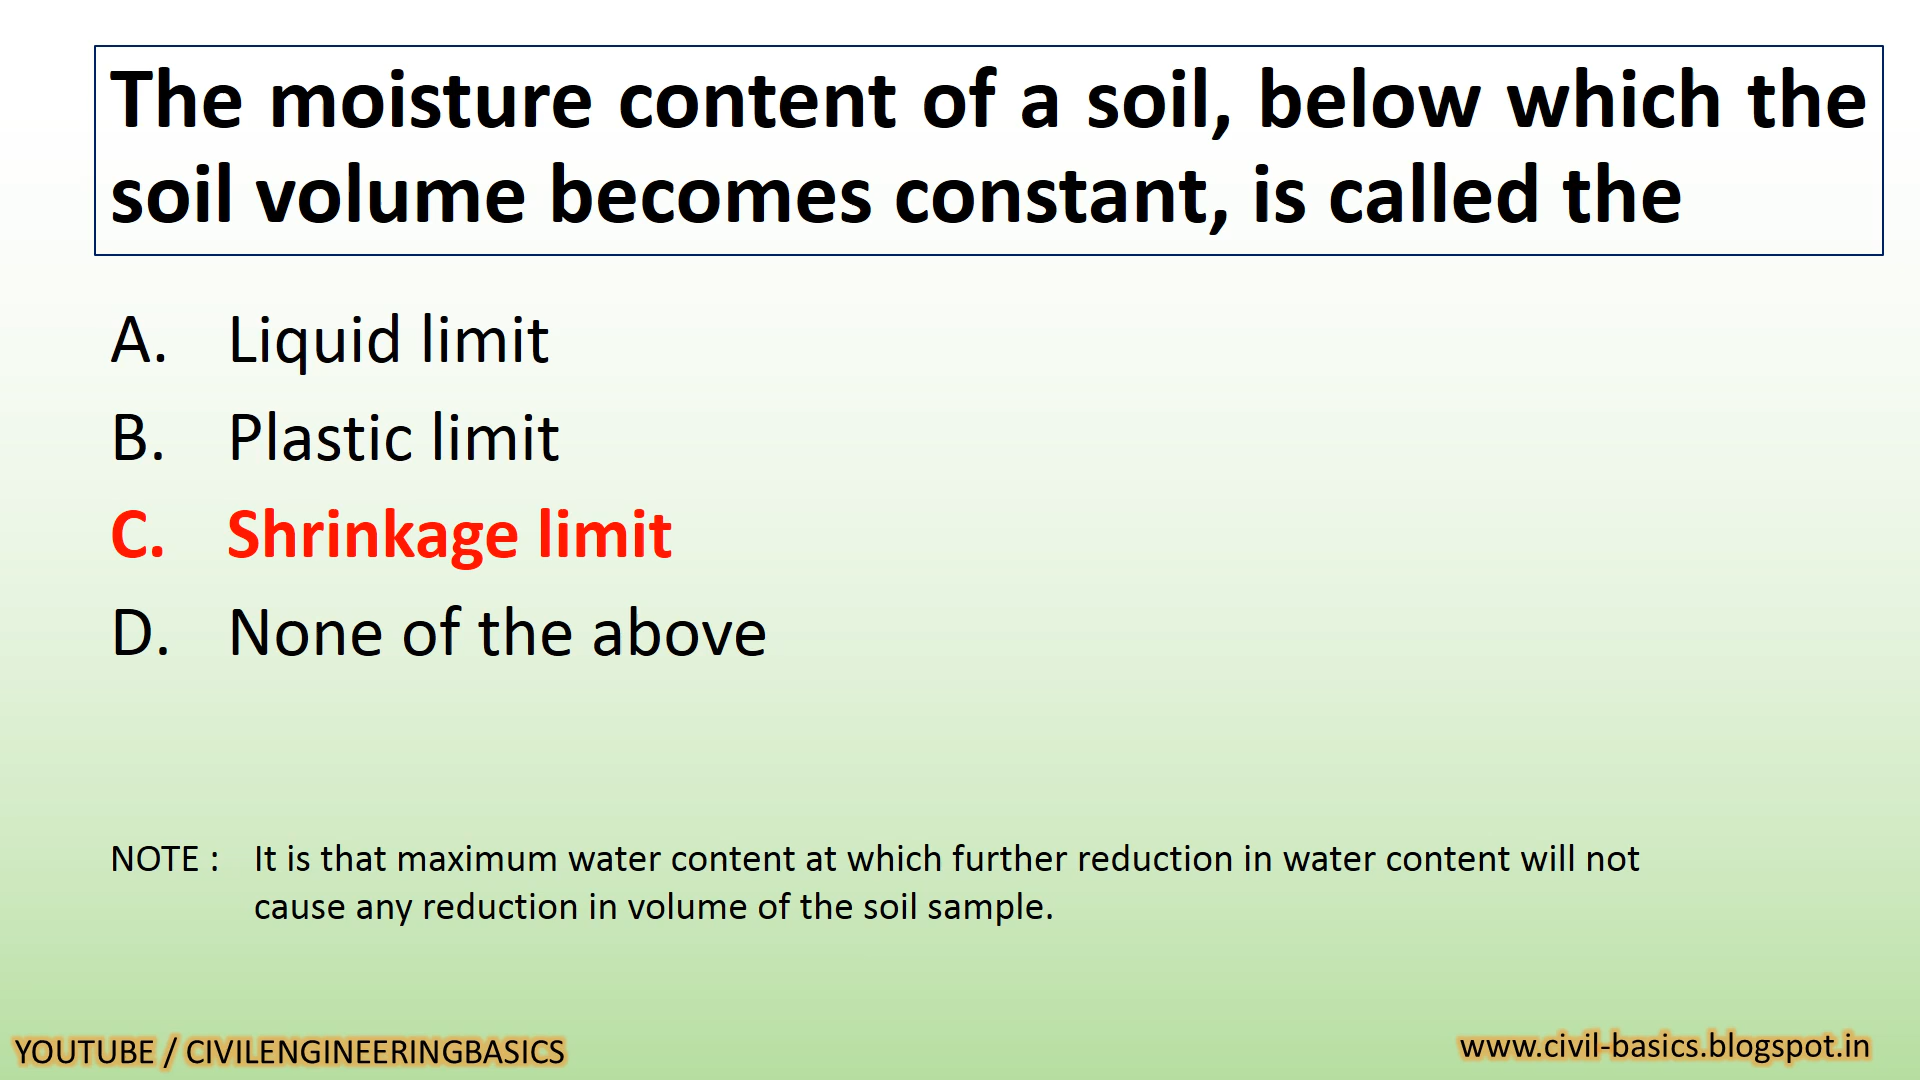 The moisture content of a soil, below which the
soil volume becomes constant, is called the
A. Liquid limit
B. Plastic limit
C. Shrinkage limit
D. None of the above
NOTE : It is that maximum water content at which further reduction in water content will not
cause any reduction in volume of the soil sample.
YOUTUBE / CIVILENGINEERINGBASICS
www.civil-basics.blogspot.in